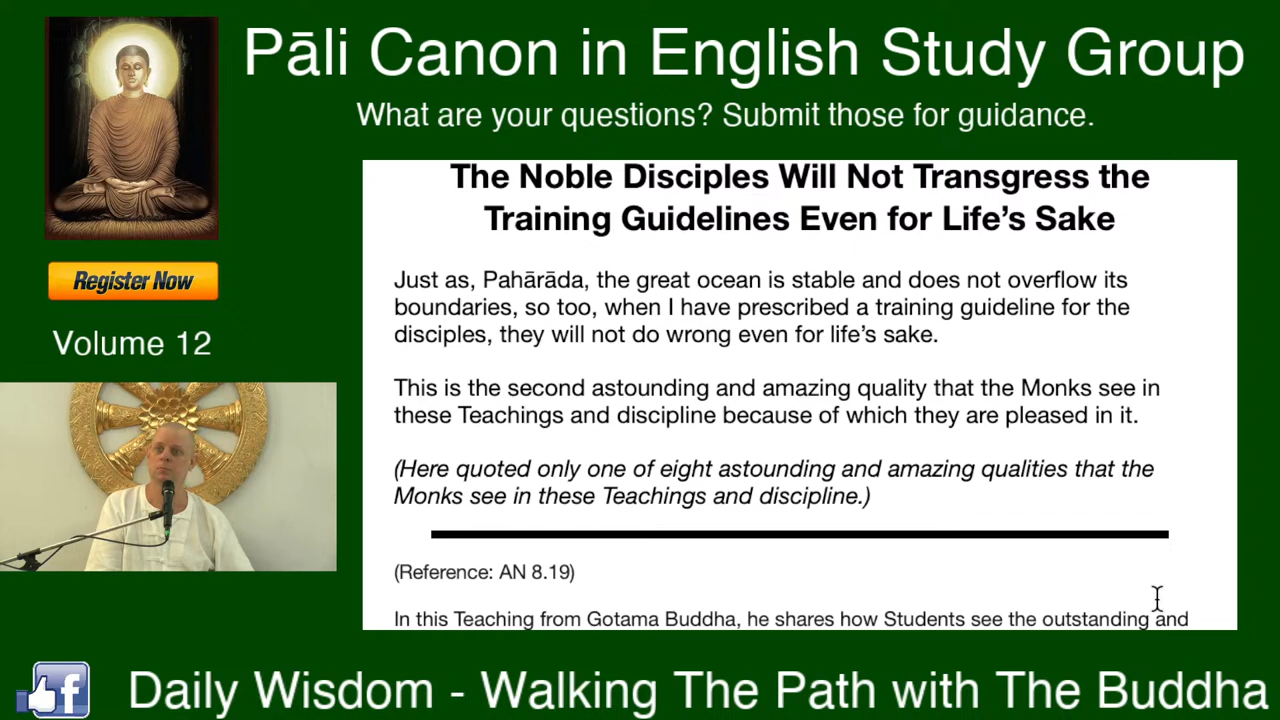 Pāli Canon in English Study Group
What are your questions? Submit those for guidance.
Register Now
Volume 12
The Noble Disciples Will Not Transgress the
Training Guidelines Even for Life's Sake
Just as, Pahārāda, the great ocean is stable and does not overflow its
boundaries, so too, when I have prescribed a training guideline for the
disciples, they will not do wrong even for life's sake.
This is the second astounding and amazing quality that the Monks see in
these Teachings and discipline because of which they are pleased in it.
(Here quoted only one of eight astounding and amazing qualities that the
Monks see in these Teachings and discipline.)
(Reference: AN 8.19)
In this Teaching from Gotama Buddha, he shares how Students see the outstanding and
f
Daily Wisdom - Walking The Path with The Buddha